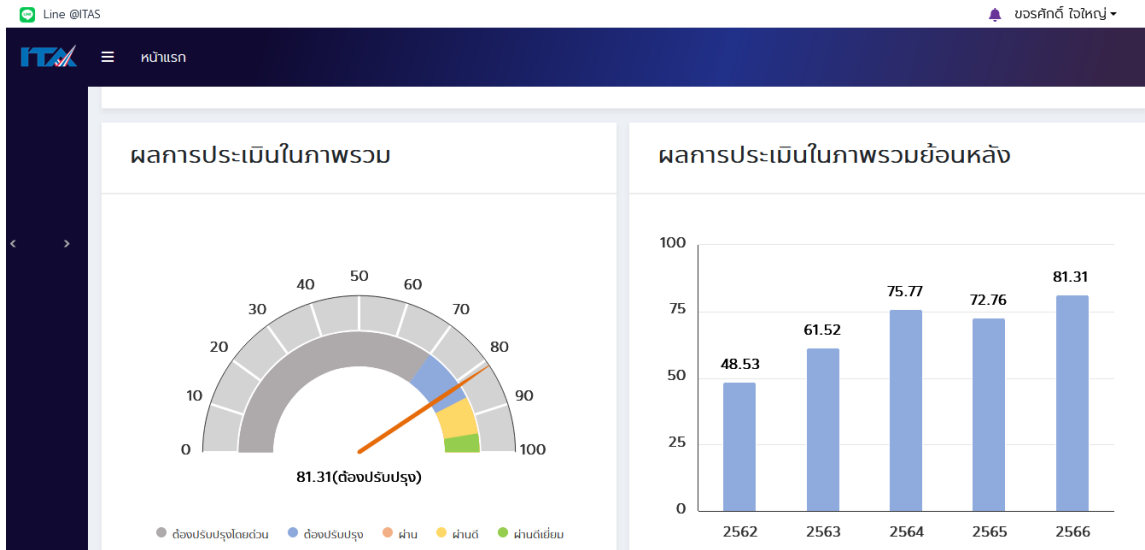 Line @ITAS
ขจรศักดิ์ ใจใหญ่
ITA
หน้าแรก
ผลการประเมินในภาพรวม
0
10
20
30
40
50
60
70
80
90
100
81.31(ต้องปรับปรุง)
ต้องปรับปรุงโดยด่วน
ต้องปรับปรุง
ผ่าน
ผ่านดี
ผ่านดีเยี่ยม
ผลการประเมินในภาพรวมย้อนหลัง
100
75
50
25
0
48.53
61.52
75.77
72.76
81.31
2562
2563
2564
2565
2566